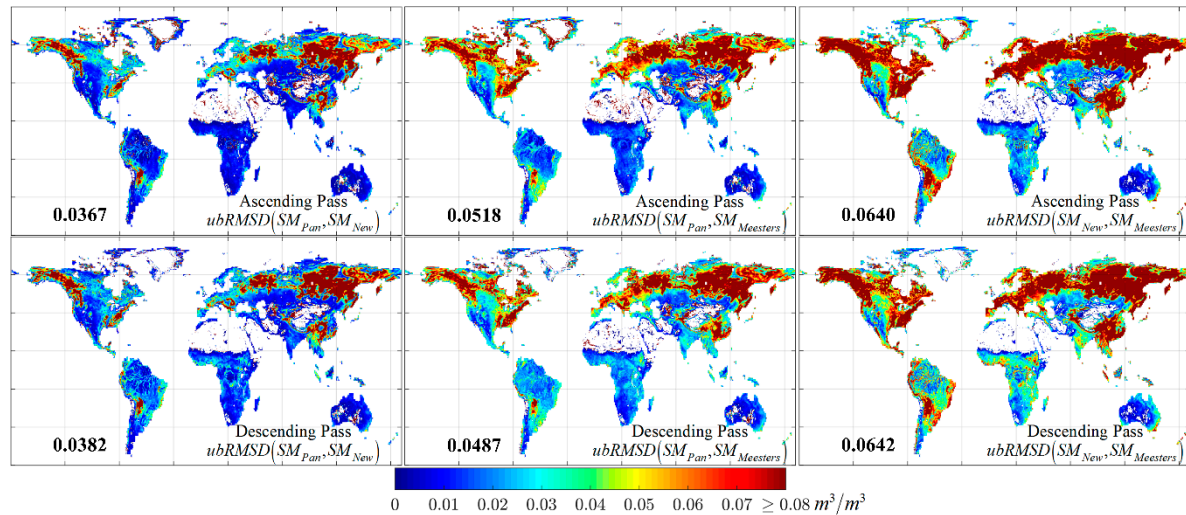 Ascending Pass
0.0367
ubRMSD(SM_Pan, SM_New)
Ascending Pass
0.0518
ubRMSD(SM_Pan, SM_Meesters)
Ascending Pass
0.0640
ubRMSD(SM_New, SM_Meesters)
Descending Pass
0.0382
ubRMSD(SM_Pan, SM_New)
Descending Pass
0.0487
ubRMSD(SM_Pan, SM_Meesters)
Descending Pass
0.0642
ubRMSD(SM_New, SM_Meesters)
0 0.01 0.02 0.03 0.04 0.05 0.06 0.07 ≥ 0.08 m³/m³